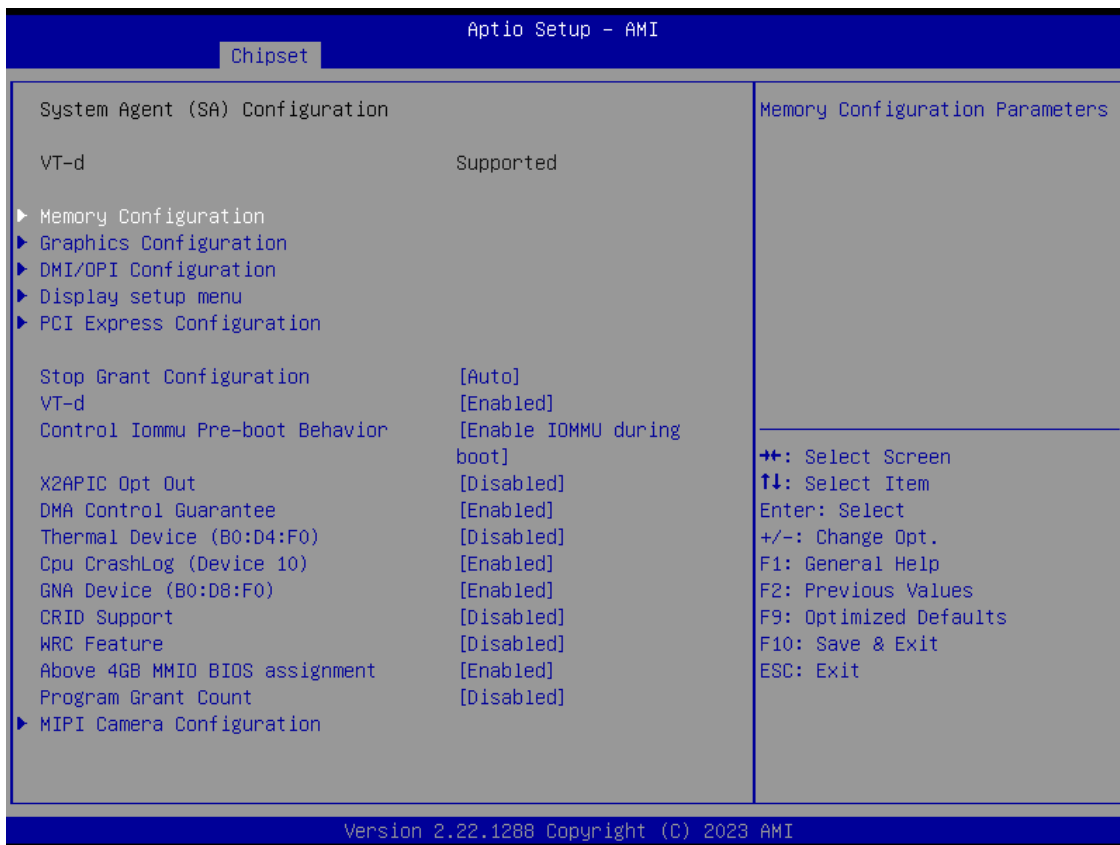 Aptio Setup – AMI
Chipset
System Agent (SA) Configuration
VT-d Supported
▶ Memory Configuration
▶ Graphics Configuration
▶ DMI/OPI Configuration
▶ Display setup menu
▶ PCI Express Configuration
Stop Grant Configuration [Auto]
VT-d [Enabled]
Control Iommu Pre-boot Behavior [Enable IOMMU during
boot]
X2APIC Opt Out [Disabled]
DMA Control Guarantee [Enabled]
Thermal Device (B0:D4:F0) [Disabled]
Cpu CrashLog (Device 10) [Enabled]
GNA Device (B0:D8:F0) [Enabled]
CRID Support [Disabled]
WRC Feature [Disabled]
Above 4GB MMIO BIOS assignment [Enabled]
Program Grant Count [Disabled]
▶ MIPI Camera Configuration
Memory Configuration Parameters
→←: Select Screen
↑↓: Select Item
Enter: Select
+/-: Change Opt.
F1: General Help
F2: Previous Values
F9: Optimized Defaults
F10: Save & Exit
ESC: Exit
Version 2.22.1288 Copyright (C) 2023 AMI